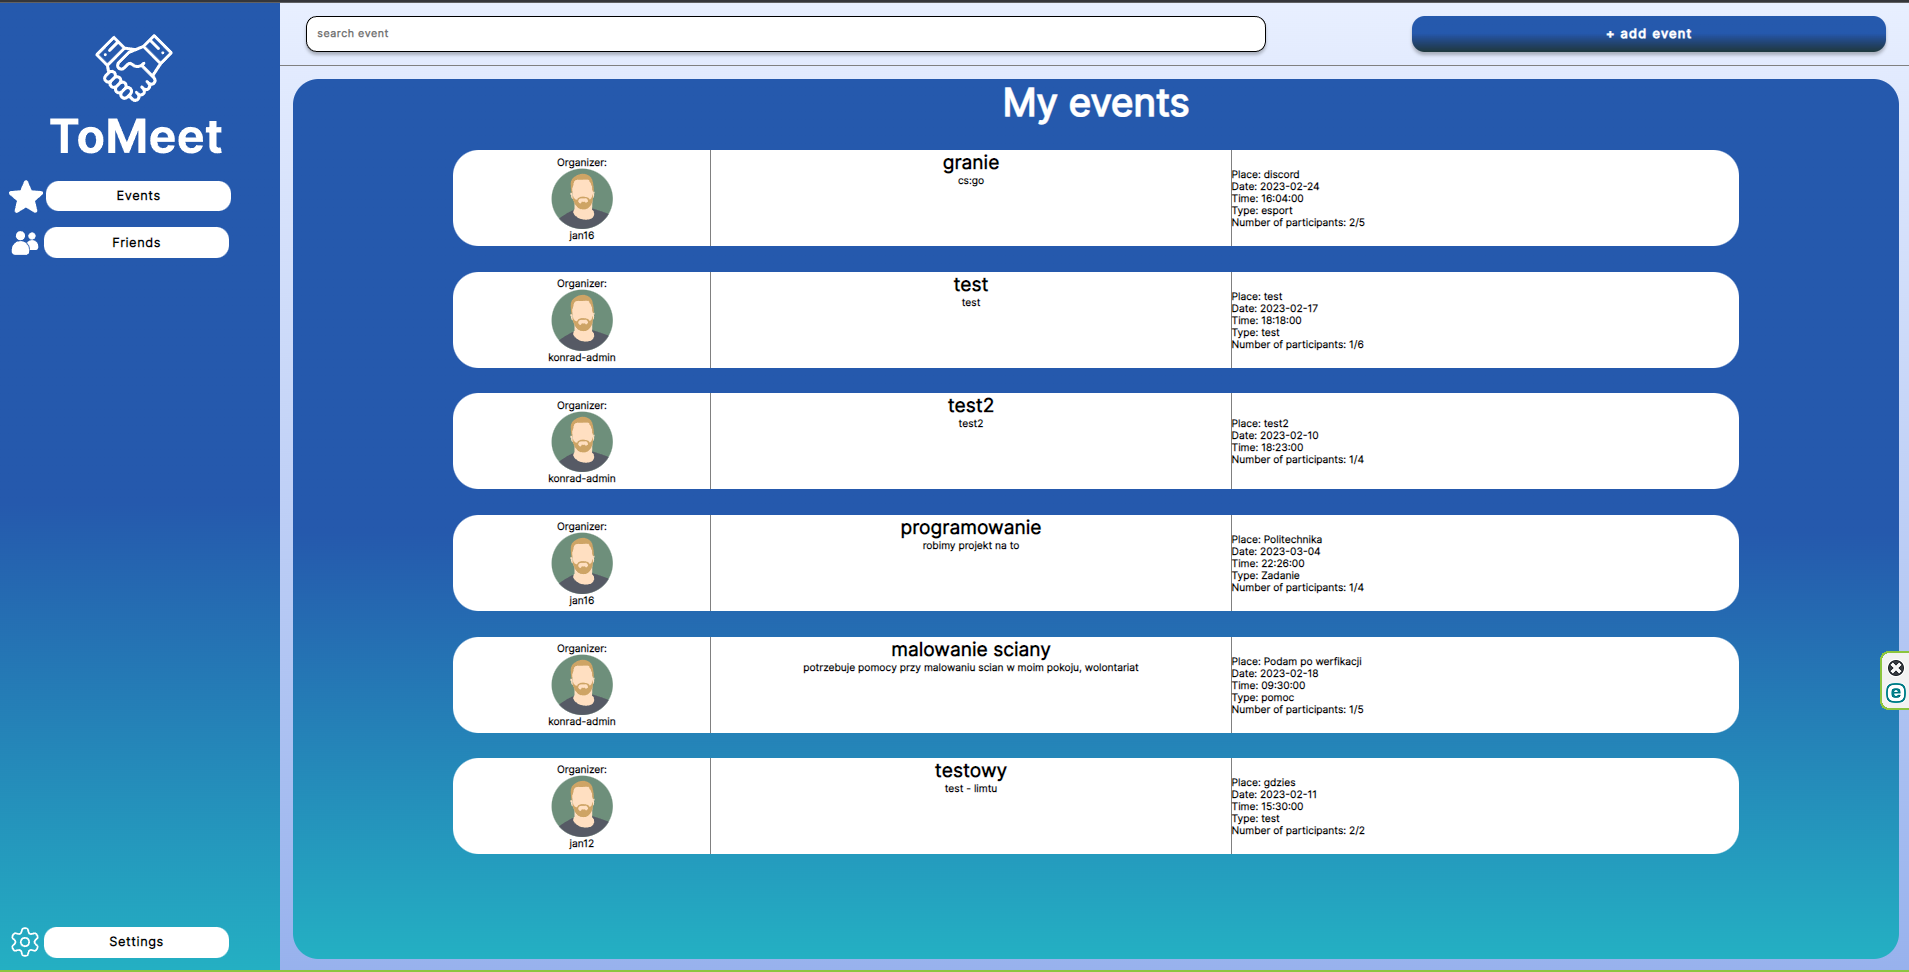 ToMeet
Events
Friends
Settings
search event
+ add event
My events
Organizer:
jan16
granie
cs:go
Place: discord
Date: 2023-02-24
Time: 16:04:00
Type: esport
Number of participants: 2/5
Organizer:
konrad-admin
test
test
Place: test
Date: 2023-02-17
Time: 18:18:00
Type: test
Number of participants: 1/6
Organizer:
konrad-admin
test2
test2
Place: test2
Date: 2023-02-10
Time: 18:23:00
Number of participants: 1/4
Organizer:
jan16
programowanie
robimy projekt na to
Place: Politechnika
Date: 2023-03-04
Time: 22:26:00
Type: Zadanie
Number of participants: 1/4
Organizer:
konrad-admin
malowanie sciany
potrzebuje pomocy przy malowaniu scian w moim pokoju, wolontariat
Place: Podam po werfikacji
Date: 2023-02-18
Time: 09:30:00
Type: pomoc
Number of participants: 1/5
Organizer:
jan12
testowy
test - limtu
Place: gdzies
Date: 2023-02-11
Time: 15:30:00
Type: test
Number of participants: 2/2
e